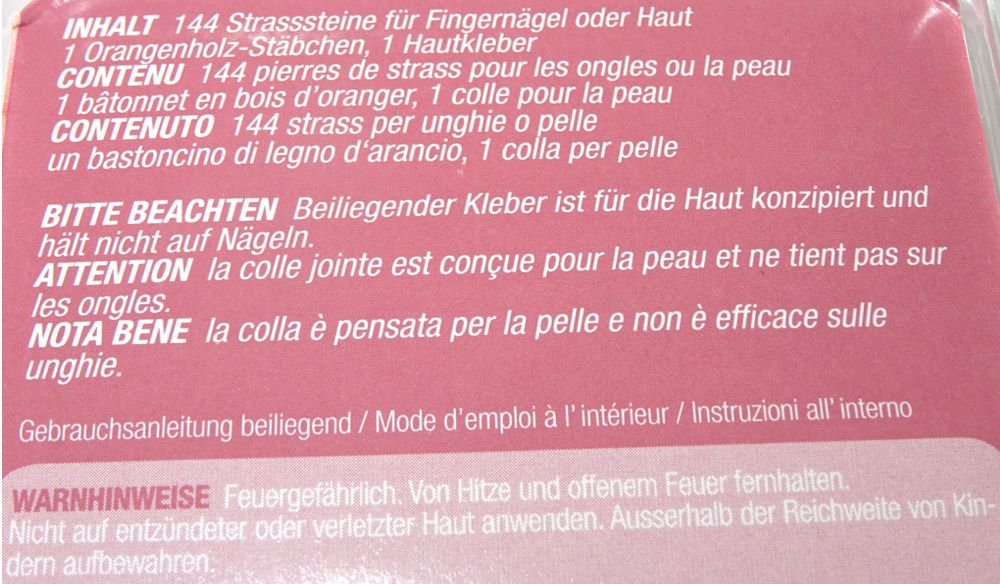 INHALT 144 Strasssteine für Fingernägel oder Haut
1 Orangenholz-Stäbchen, 1 Hautkleber
CONTENU 144 pierres de strass pour les ongles ou la peau
1 bâtonnet en bois d'oranger, 1 colle pour la peau
CONTENUTO 144 strass per unghie o pelle
un bastoncino di legno d'arancio, 1 colla per pelle
BITTE BEACHTEN Beiliegender Kleber ist für die Haut konzipiert und
hält nicht auf Nägeln.
ATTENTION la colle jointe est conçue pour la peau et ne tient pas sur
les ongles.
NOTA BENE la colla è pensata per la pelle e non è efficace sulle
unghie.
Gebrauchsanleitung beiliegend / Mode d'emploi à l'intérieur / Instruzioni all'interno
WARNHINWEISE Feuergefährlich. Von Hitze und offenem Feuer fernhalten.
Nicht auf entzündeter oder verletzter Haut anwenden. Ausserhalb der Reichweite von Kin-
dern aufbewahren.